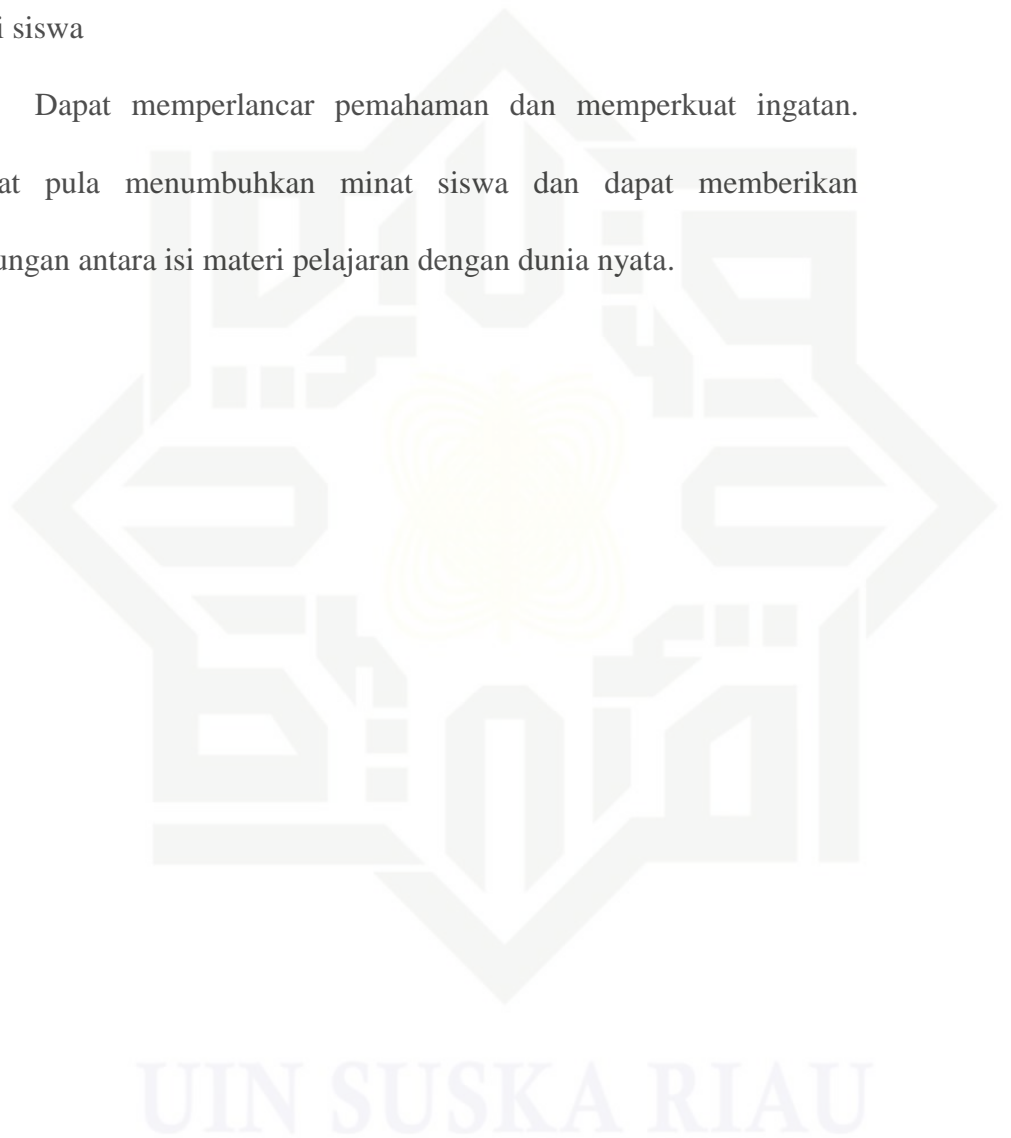 i siswa
Dapat memperlancar pemahaman dan memperkuat ingatan.
at pula menumbuhkan minat siswa dan dapat memberikan
ungan antara isi materi pelajaran dengan dunia nyata.
UIN SUSKA RIAU